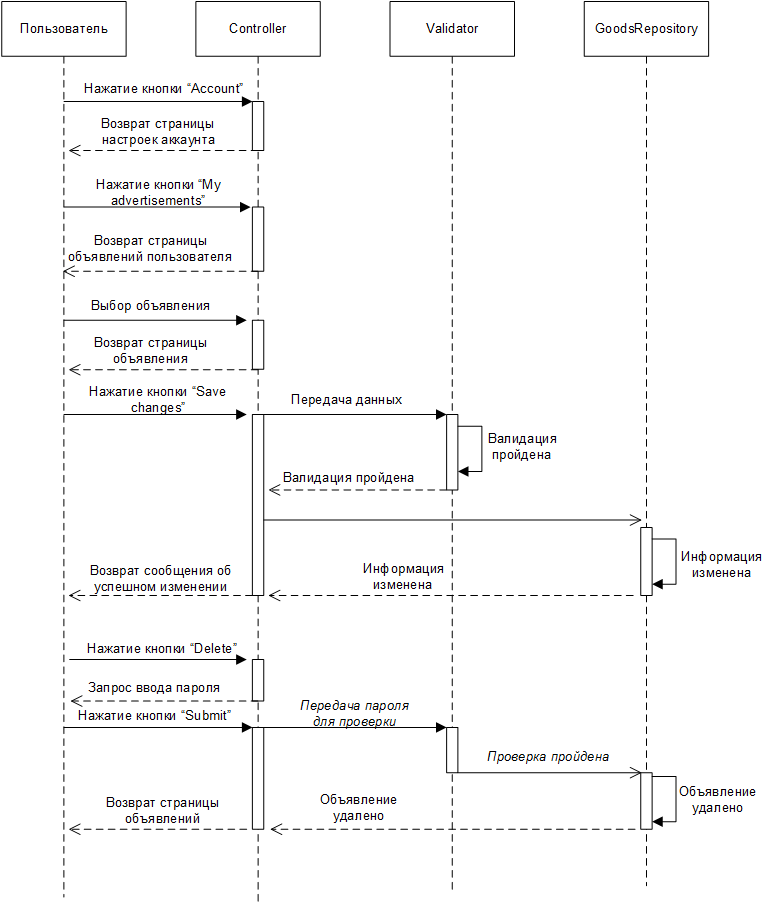 Пользователь
Controller
Validator
GoodsRepository
Нажатие кнопки “Account”
Возврат страницы
настроек аккаунта
Нажатие кнопки “My
advertisements”
Возврат страницы
объявлений пользователя
Выбор объявления
Возврат страницы
объявления
Нажатие кнопки “Save
changes”
Передача данных
Валидация
пройдена
Валидация пройдена
Информация
изменена
Возврат сообщения об
успешном изменении
Информация
изменена
Нажатие кнопки “Delete”
Запрос ввода пароля
Нажатие кнопки “Submit”
Передача пароля
для проверки
Проверка пройдена
Объявление
удалено
Возврат страницы
объявлений
Объявление
удалено